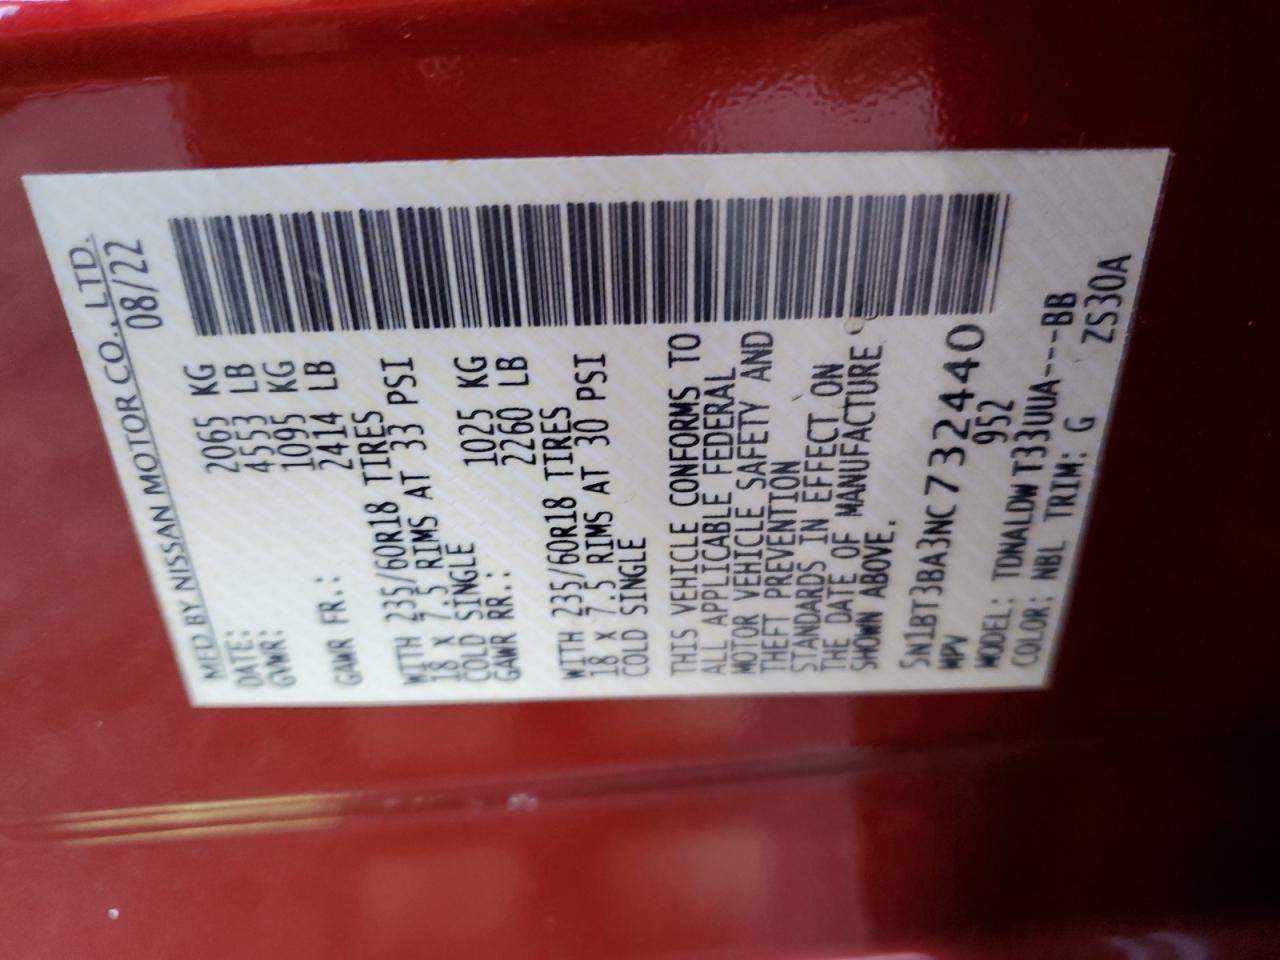 MFD BY NISSAN MOTOR CO., LTD.
DATE: 08/22
GVWR: 2065 KG
4553 LB
GAWR FR.: 1095 KG
2414 LB
WITH 235/60R18 TIRES
18 X 7.5 RIMS AT 33 PSI
COLD SINGLE
GAWR RR.: 1025 KG
2260 LB
WITH 235/60R18 TIRES
18 X 7.5 RIMS AT 30 PSI
COLD SINGLE
THIS VEHICLE CONFORMS TO
ALL APPLICABLE FEDERAL
MOTOR VEHICLE SAFETY AND
THEFT PREVENTION
STANDARDS IN EFFECT ON
THE DATE OF MANUFACTURE
SHOWN ABOVE.
5N1BT3BA3NC732440
MPV 952
MODEL: TDNALDW T33UUA---BB
COLOR: NBL TRIM: G ZS30A